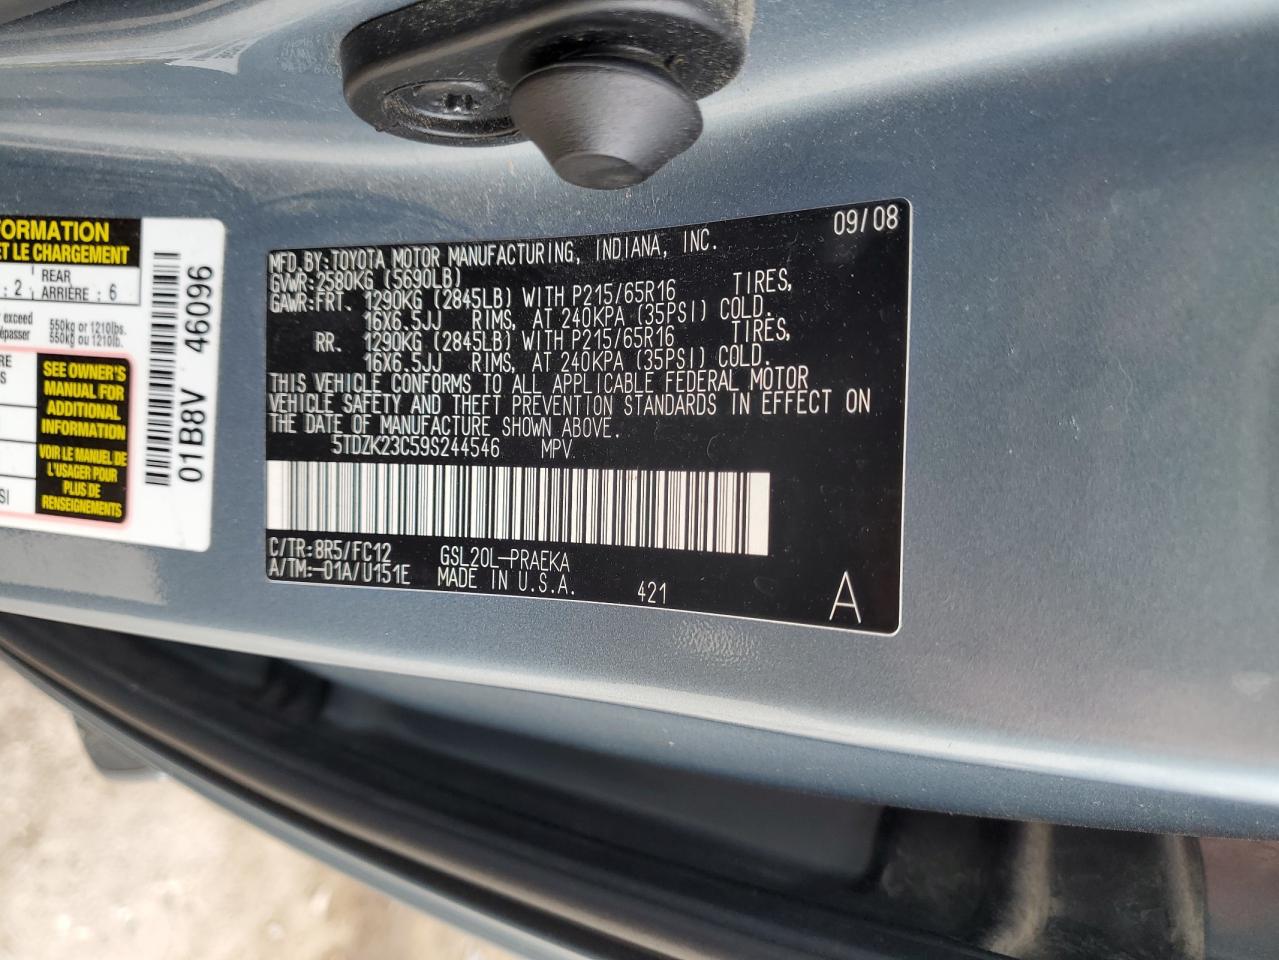 FORMATION
ET LE CHARGEMENT
: 2 REAR ARRIÈRE : 6
exceed 550kg or 1210lbs.
dépasser 550kg ou 1210lb.
SEE OWNER'S
MANUAL FOR
ADDITIONAL
INFORMATION
VOIR LE MANUEL DE
L'USAGER POUR
PLUS DE
RENSEIGNEMENTS
01B8V 46096
09/08
MFD.BY:TOYOTA MOTOR MANUFACTURING, INDIANA, INC.
GVWR:2580KG (5690LB)
GAWR:FRT. 1290KG (2845LB) WITH P215/65R16 TIRES,
16X6.5JJ RIMS, AT 240KPA (35PSI) COLD.
RR. 1290KG (2845LB) WITH P215/65R16 TIRES,
16X6.5JJ RIMS, AT 240KPA (35PSI) COLD.
THIS VEHICLE CONFORMS TO ALL APPLICABLE FEDERAL MOTOR
VEHICLE SAFETY AND THEFT PREVENTION STANDARDS IN EFFECT ON
THE DATE OF MANUFACTURE SHOWN ABOVE.
5TDZK23C59S244546 MPV
C/TR:8R5/FC12 GSL20L-PRAEKA
A/TM:-01A/U151E MADE IN U.S.A. 421 A